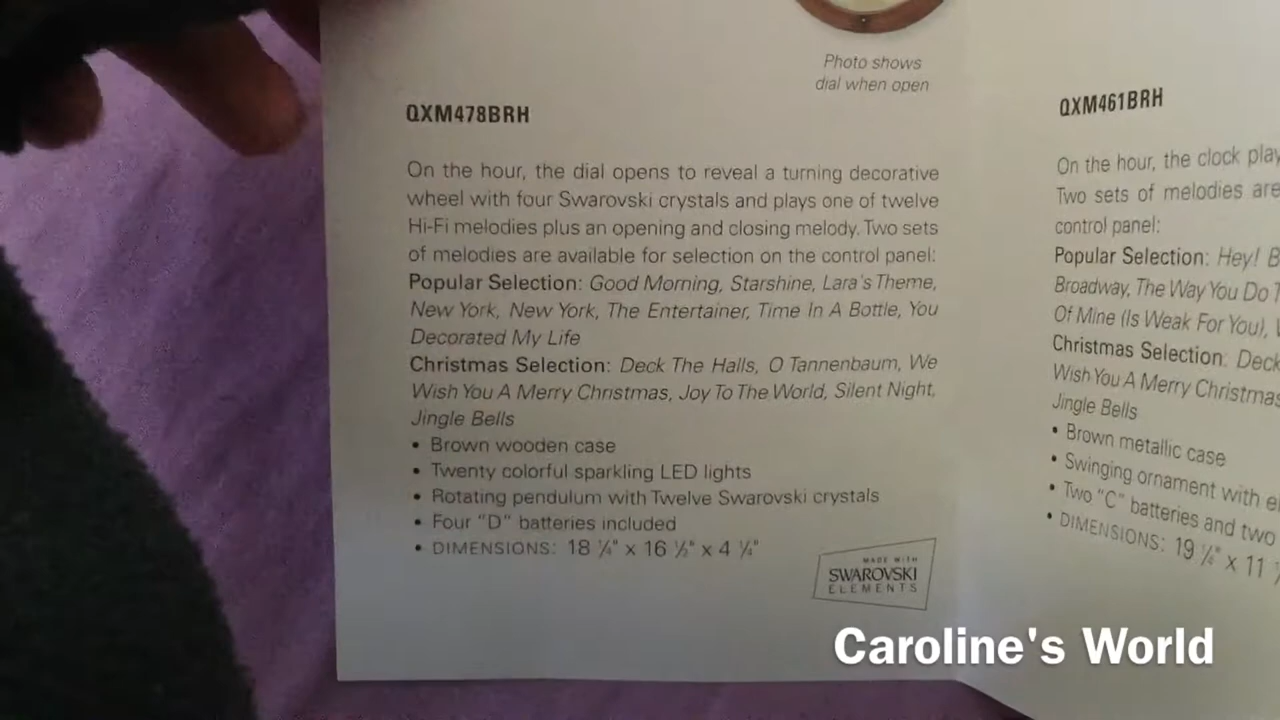 Photo shows
dial when open
QXM478BRH
On the hour, the dial opens to reveal a turning decorative
wheel with four Swarovski crystals and plays one of twelve
Hi-Fi melodies plus an opening and closing melody. Two sets
of melodies are available for selection on the control panel:
Popular Selection: Good Morning, Starshine, Lara's Theme,
New York, New York, The Entertainer, Time In A Bottle, You
Decorated My Life
Christmas Selection: Deck The Halls, O Tannenbaum, We
Wish You A Merry Christmas, Joy To The World, Silent Night,
Jingle Bells
• Brown wooden case
• Twenty colorful sparkling LED lights
• Rotating pendulum with Twelve Swarovski crystals
• Four "D" batteries included
• DIMENSIONS: 18 ¼" x 16 ½" x 4 ¼"
MADE WITH
SWAROVSKI
ELEMENTS
QXM461BRH
On the hour, the clock play
Two sets of melodies are
control panel:
Popular Selection: Hey! B
Broadway, The Way You Do T
Of Mine (Is Weak For You),
Christmas Selection: Deck
Wish You A Merry Christmas
Jingle Bells
• Brown metallic case
• Swinging ornament with el
• Two "C" batteries and two
• DIMENSIONS: 19 ¼" x 11
Caroline's World